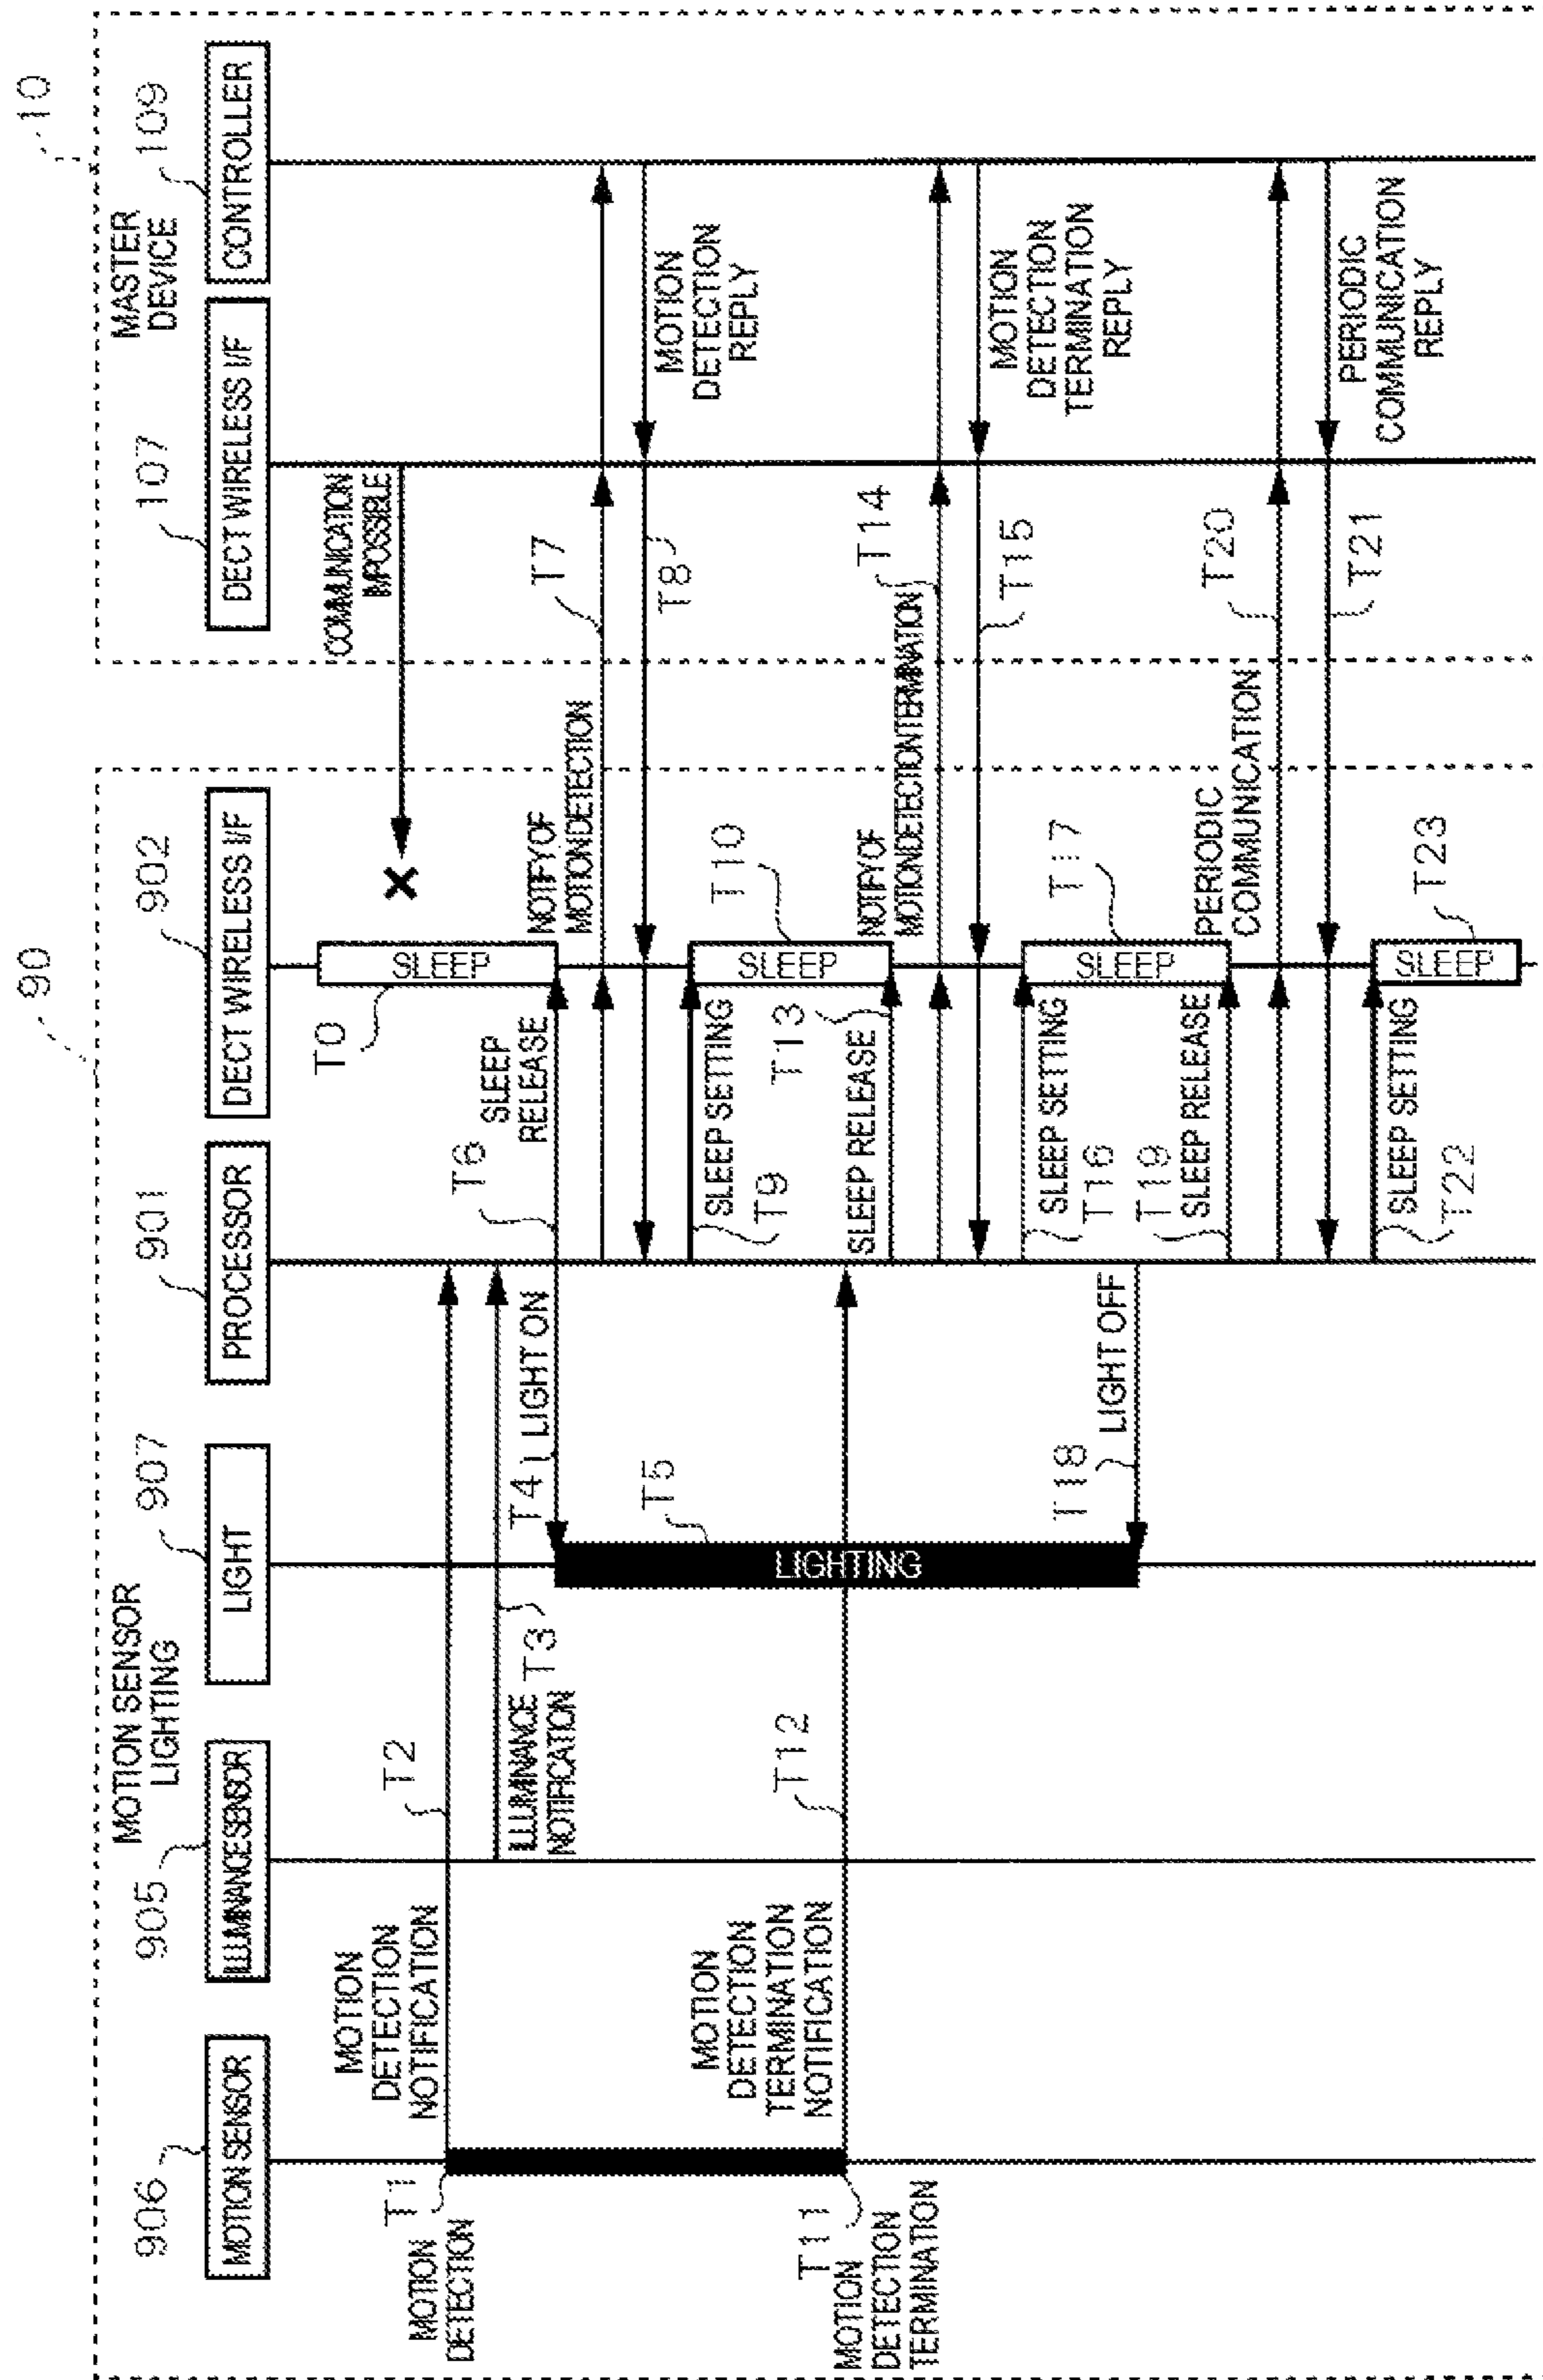 90
10
MOTION SENSOR
LIGHTING
MASTER
DEVICE
906
905
907
901
902
107
109
MOTION SENSOR
ILLUMINANCE SENSOR
LIGHT
PROCESSOR
DECT WIRELESS I/F
DECT WIRELESS I/F
CONTROLLER
T0
SLEEP
COMMUNICATION
IMPOSSIBLE
×
T1
MOTION
DETECTION
MOTION
DETECTION
NOTIFICATION
T2
ILLUMINANCE
NOTIFICATION
T3
T4
LIGHT ON
T6
SLEEP
RELEASE
T5
LIGHTING
NOTIFY OF
MOTION DETECTION
T7
T8
MOTION
DETECTION
REPLY
SLEEP SETTING
T9
SLEEP
T10
T11
MOTION
DETECTION
TERMINATION
MOTION
DETECTION
TERMINATION
NOTIFICATION
T12
T13
SLEEP RELEASE
NOTIFY OF
MOTION DETECTION TERMINATION
T14
T15
MOTION
DETECTION
TERMINATION
REPLY
SLEEP SETTING
T16
SLEEP
T17
T18
LIGHT OFF
T19
SLEEP RELEASE
PERIODIC
COMMUNICATION
T20
T21
PERIODIC
COMMUNICATION
REPLY
SLEEP SETTING
T22
SLEEP
T23